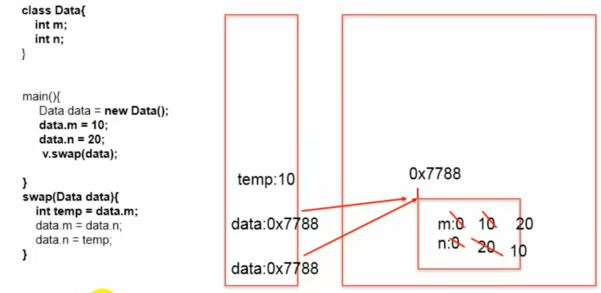 class Data{
int m;
int n;
}
main(){
Data data = new Data();
data.m = 10;
data.n = 20;
v.swap(data);
}
swap(Data data){
int temp = data.m;
data.m = data.n;
data.n = temp;
}
temp:10
data:0x7788
data:0x7788
0x7788
m:0 10 20
n:0 20 10